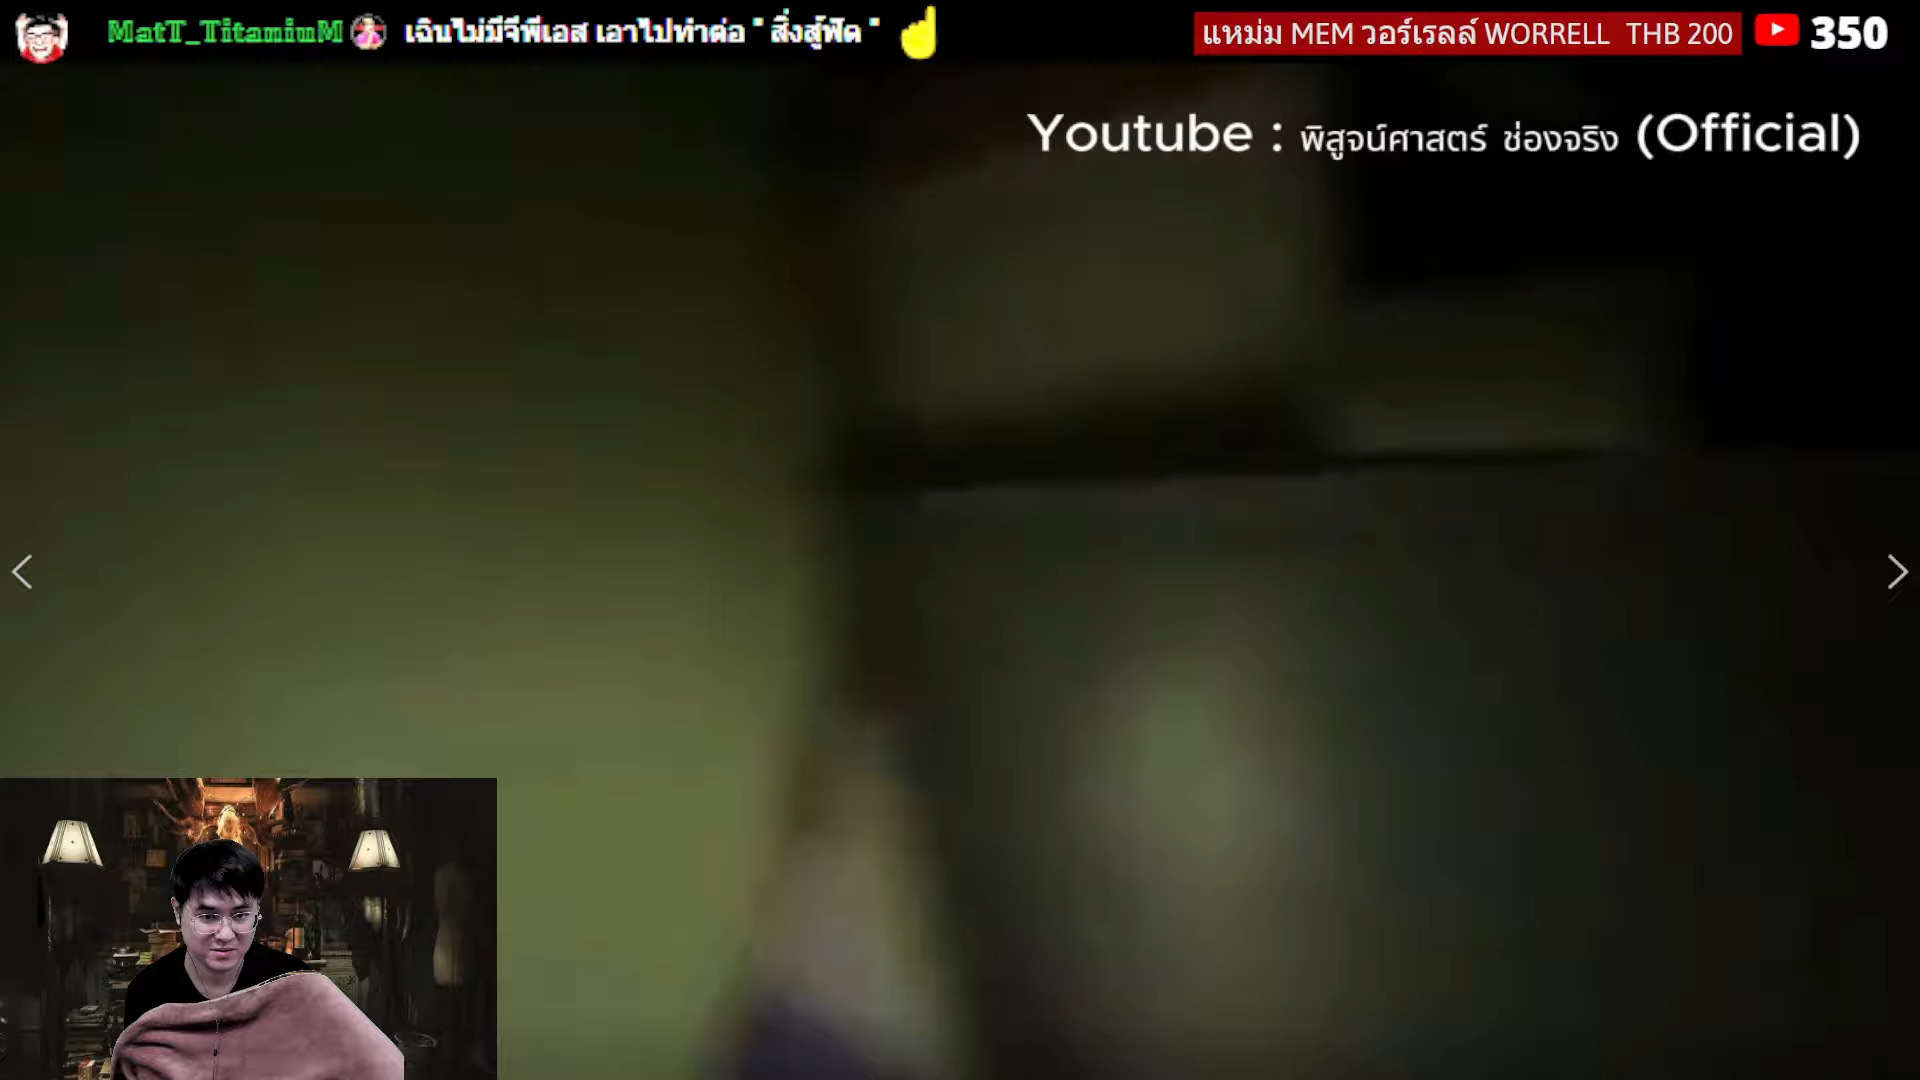 MatT_TitaniuM เฉินไม่มีจีพีเอส เอาไปทำต่อ " สิ่งสู้ฟัด "
แหม่ม MEM วอร์เรลล์ WORRELL THB 200
350
Youtube : พิสูจน์ศาสตร์ ช่องจริง (Official)